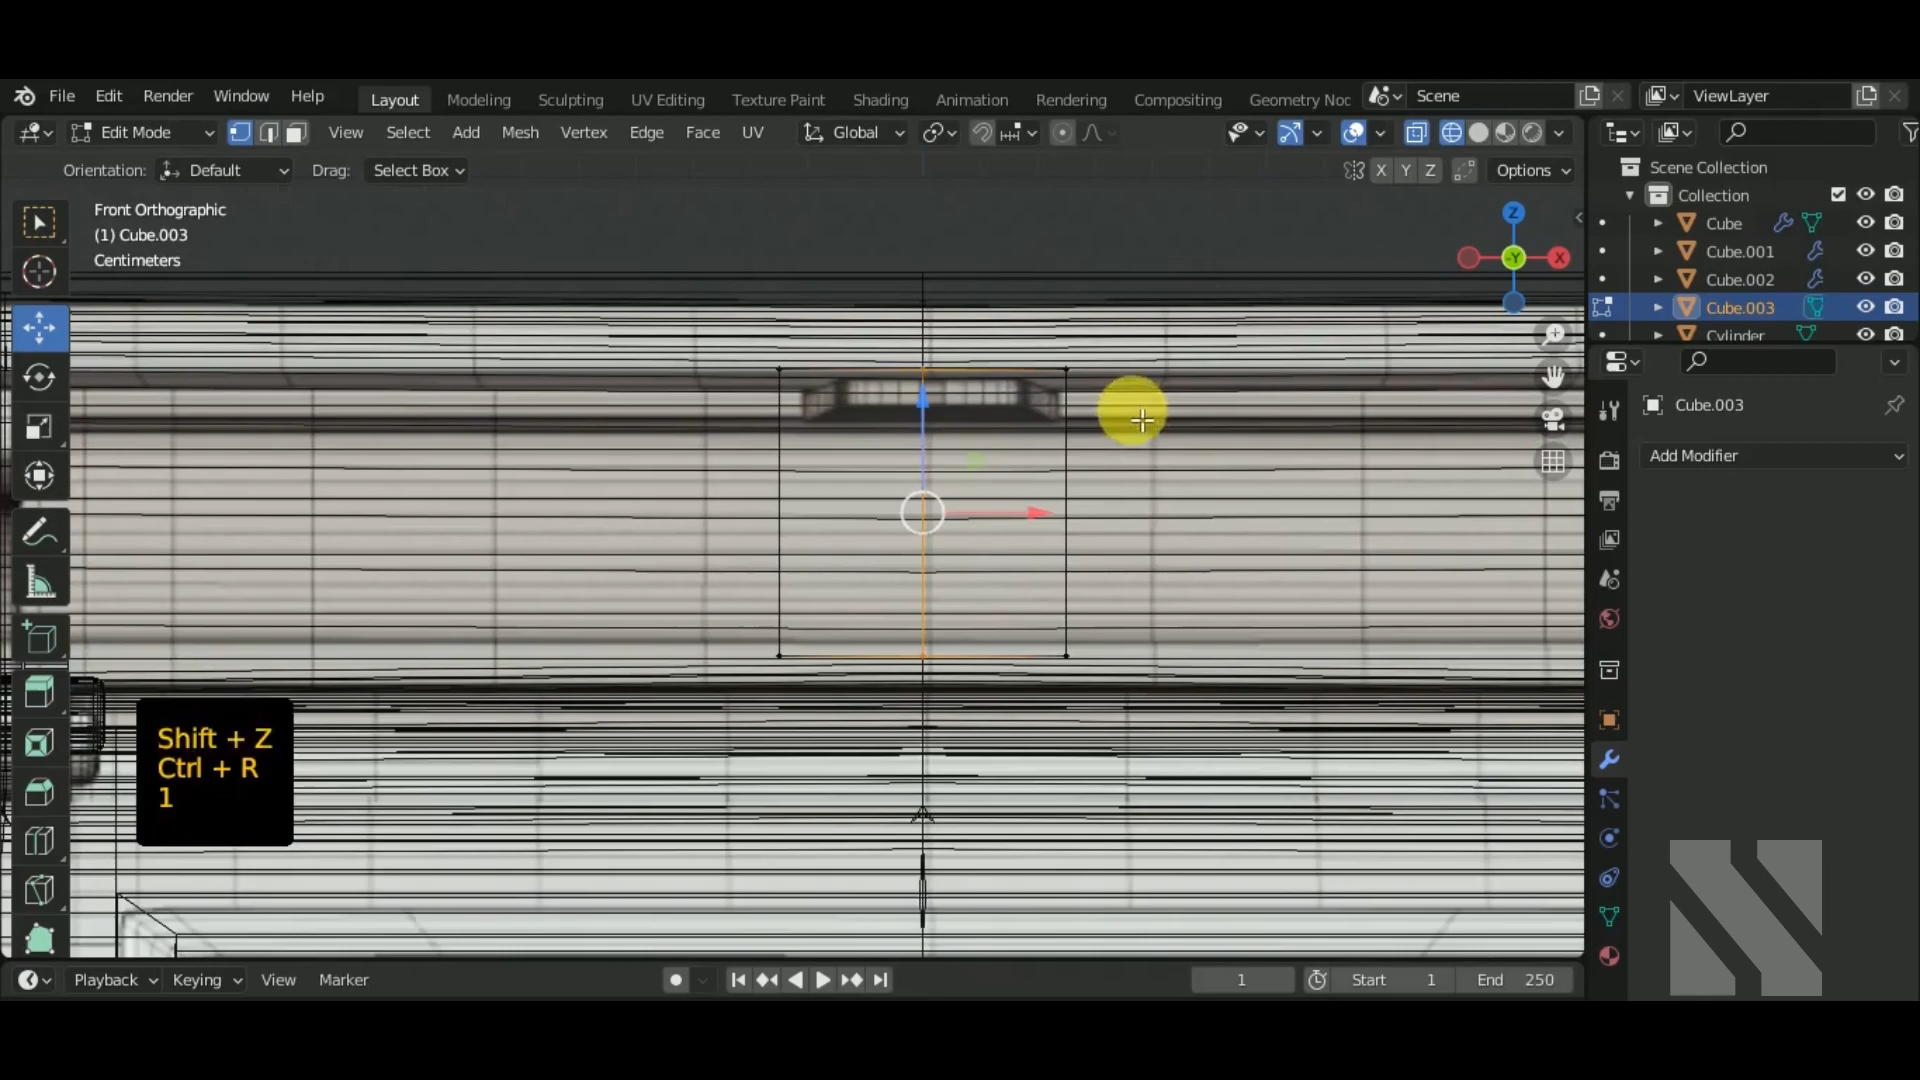 File Edit Render Window Help Layout Modeling Sculpting UV Editing Texture Paint Shading Animation Rendering Compositing Geometry Noc Scene ViewLayer
Edit Mode View Select Add Mesh Vertex Edge Face UV Global
Orientation: Default Drag: Select Box X Y Z Options
Scene Collection
Collection
Cube
Cube.001
Cube.002
Cube.003
Cylinder
Front Orthographic
(1) Cube.003
Centimeters
Z
-Y X
Cube.003
Add Modifier
Shift + Z
Ctrl + R
1
Playback Keying View Marker 1 Start 1 End 250